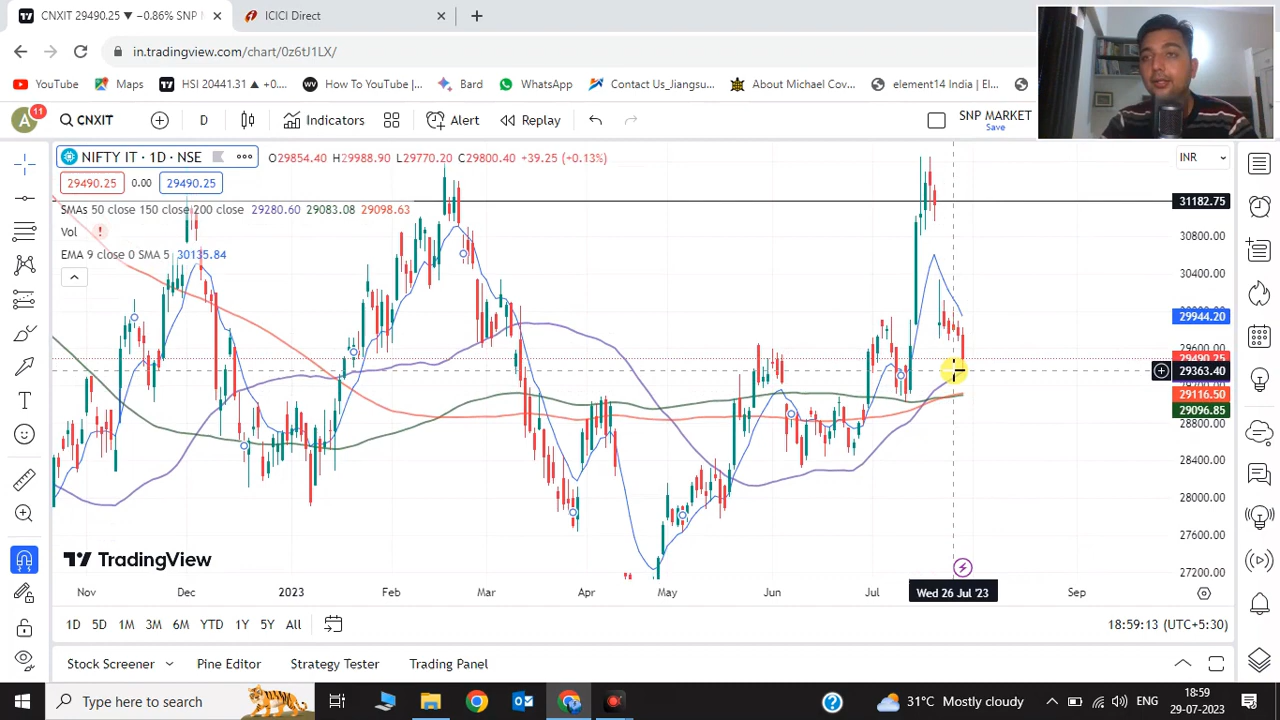 CNXIT 29490.25 ▼ −0.86% SNP
ICICI Direct
in.tradingview.com/chart/0z6tJ1LX/
YouTube Maps HSI 20441.31 ▲ +0.... How To YouTube |... Bard WhatsApp Contact Us_Jiangsu... About Michael Cov... element14 India | El...
A 11 CNXIT D Indicators Alert Replay SNP MARKET
Save
NIFTY IT · 1D · NSE O29854.40 H29988.90 L29770.20 C29800.40 +39.25 (+0.13%) INR
29490.25 0.00 29490.25
SMAs 50 close 150 close 200 close 29280.60 29083.08 29098.63
Vol
EMA 9 close 0 SMA 5 30135.84
31182.75
30800.00
30400.00
29944.20
29600.00
29490.25
29363.40
29116.50
29096.85
28800.00
28400.00
28000.00
27600.00
27200.00
TradingView
Nov Dec 2023 Feb Mar Apr May Jun Jul Wed 26 Jul '23 Sep
1D 5D 1M 3M 6M YTD 1Y 5Y All 18:59:13 (UTC+5:30)
Stock Screener Pine Editor Strategy Tester Trading Panel
Type here to search 31°C Mostly cloudy ENG 18:59
29-07-2023